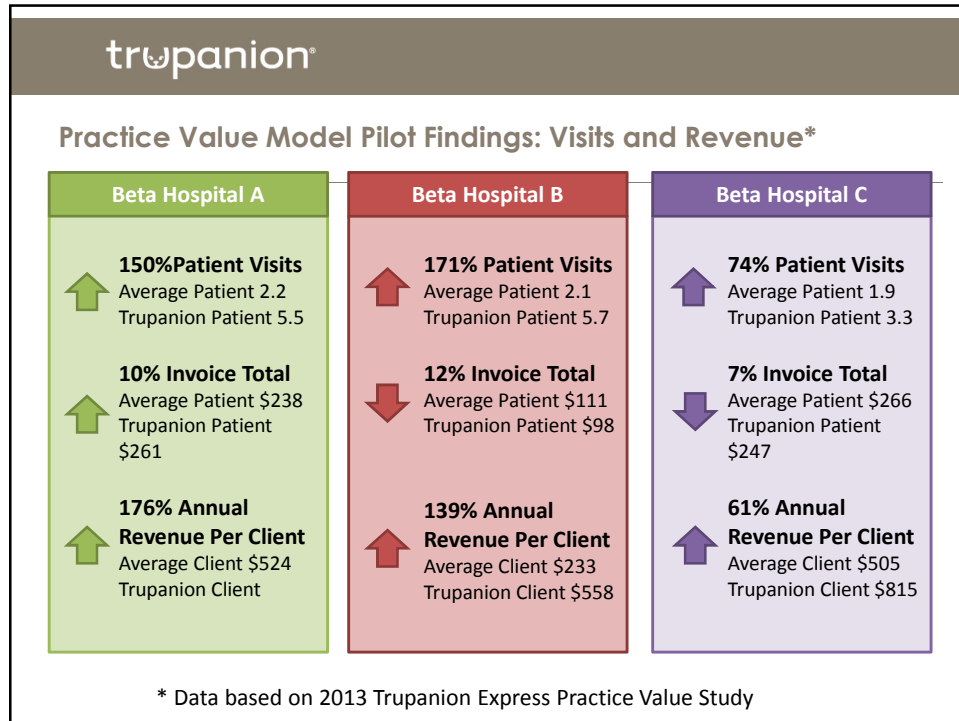 trupanion®
Practice Value Model Pilot Findings: Visits and Revenue*
Beta Hospital A
150%Patient Visits
Average Patient 2.2
Trupanion Patient 5.5
10% Invoice Total
Average Patient $238
Trupanion Patient
$261
176% Annual
Revenue Per Client
Average Client $524
Trupanion Client
Beta Hospital B
171% Patient Visits
Average Patient 2.1
Trupanion Patient 5.7
12% Invoice Total
Average Patient $111
Trupanion Patient $98
139% Annual
Revenue Per Client
Average Client $233
Trupanion Client $558
Beta Hospital C
74% Patient Visits
Average Patient 1.9
Trupanion Patient 3.3
7% Invoice Total
Average Patient $266
Trupanion Patient
$247
61% Annual
Revenue Per Client
Average Client $505
Trupanion Client $815
* Data based on 2013 Trupanion Express Practice Value Study